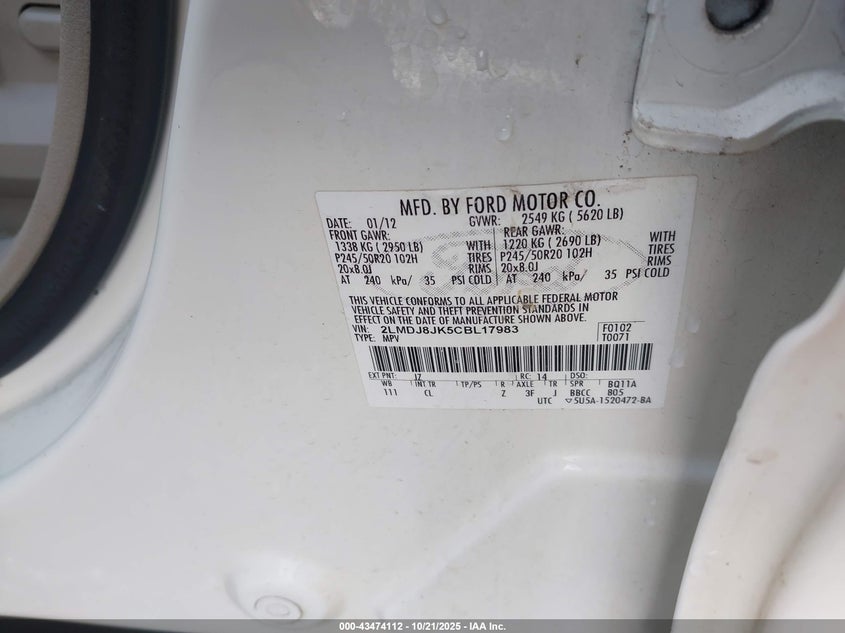 MFD. BY FORD MOTOR CO.
DATE: 01/12 GVWR: 2549 KG ( 5620 LB)
FRONT GAWR: REAR GAWR:
1338 KG ( 2950 LB) WITH 1220 KG ( 2690 LB) WITH
P245/50R20 102H TIRES P245/50R20 102H TIRES
20x8.0J RIMS 20x8.0J RIMS
AT 240 kPa/ 35 PSI COLD AT 240 kPa/ 35 PSI COLD
THIS VEHICLE CONFORMS TO ALL APPLICABLE FEDERAL MOTOR
VEHICLE SAFETY AND THEFT PREVENTION STANDARDS IN
EFFECT ON THE DATE OF MANUFACTURE SHOWN ABOVE.
VIN: 2LMDJ8JK5CBL17983 F0102
TYPE: MPV T0071
EXT PNT: JZ RC: 14 DSO:
WB INT TR TP/PS R AXLE TR SPR BQ11A
111 CL Z 3F J BBCC 805
UTC ▽5U5A-1520472-BA
000-43474112 - 10/21/2025 - IAA Inc.